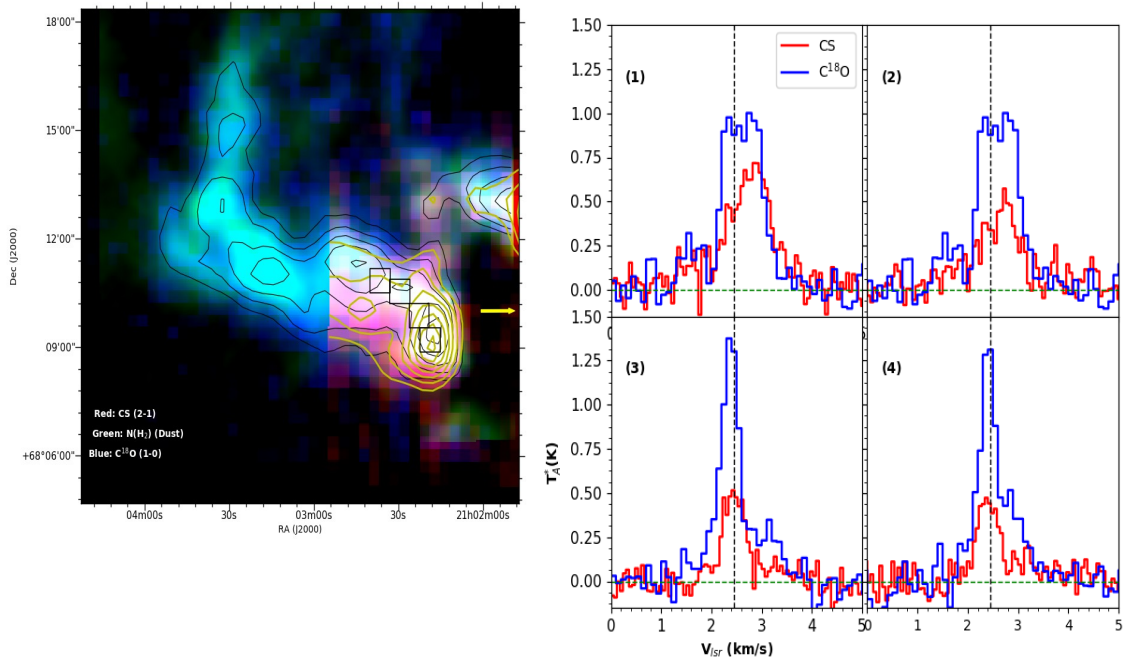 18'00"
15'00"
12'00"
09'00"
+68°06'00"
Dec (J2000)
Red: CS (2-1)
Green: N(H₂) (Dust)
Blue: C¹⁸O (1-0)
04m00s 30s 03m00s 30s 21h02m00s
RA (J2000)
1.50
1.25
1.00
0.75
0.50
0.25
0.00
CS
C¹⁸O
(1)
(2)
1.50
1.25
1.00
0.75
0.50
0.25
0.00
(3)
(4)
T*A(K)
0 1 2 3 4 5
0 1 2 3 4 5
Vlsr (km/s)